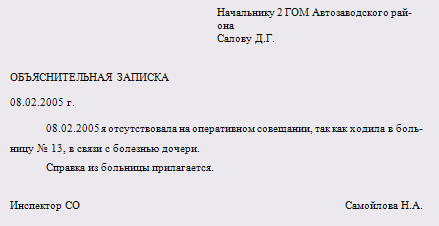 Начальнику 2 ГОМ Автозаводского рай-
она
Салову Д.Г.
ОБЪЯСНИТЕЛЬНАЯ ЗАПИСКА
08.02.2005 г.
08.02.2005 я отсутствовала на оперативном совещании, так как ходила в боль-
ницу № 13, в связи с болезнью дочери.
Справка из больницы прилагается.
Инспектор СО Самойлова Н.А.